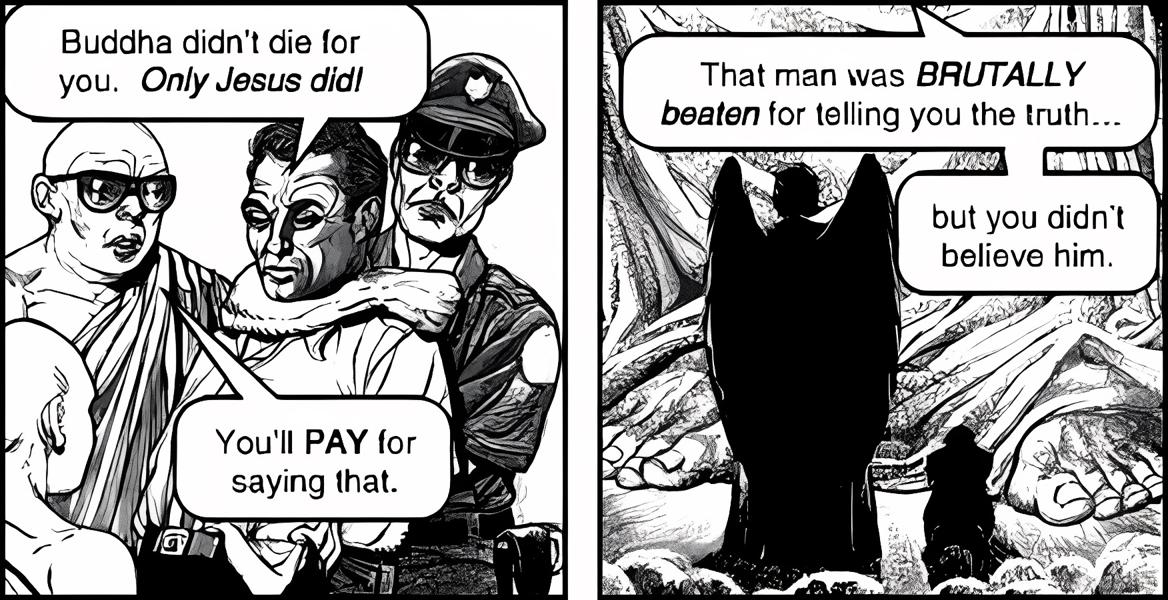 Buddha didn't die for
you. Only Jesus did!
You'll PAY for
saying that.
That man was BRUTALLY
beaten for telling you the truth...
but you didn't
believe him.